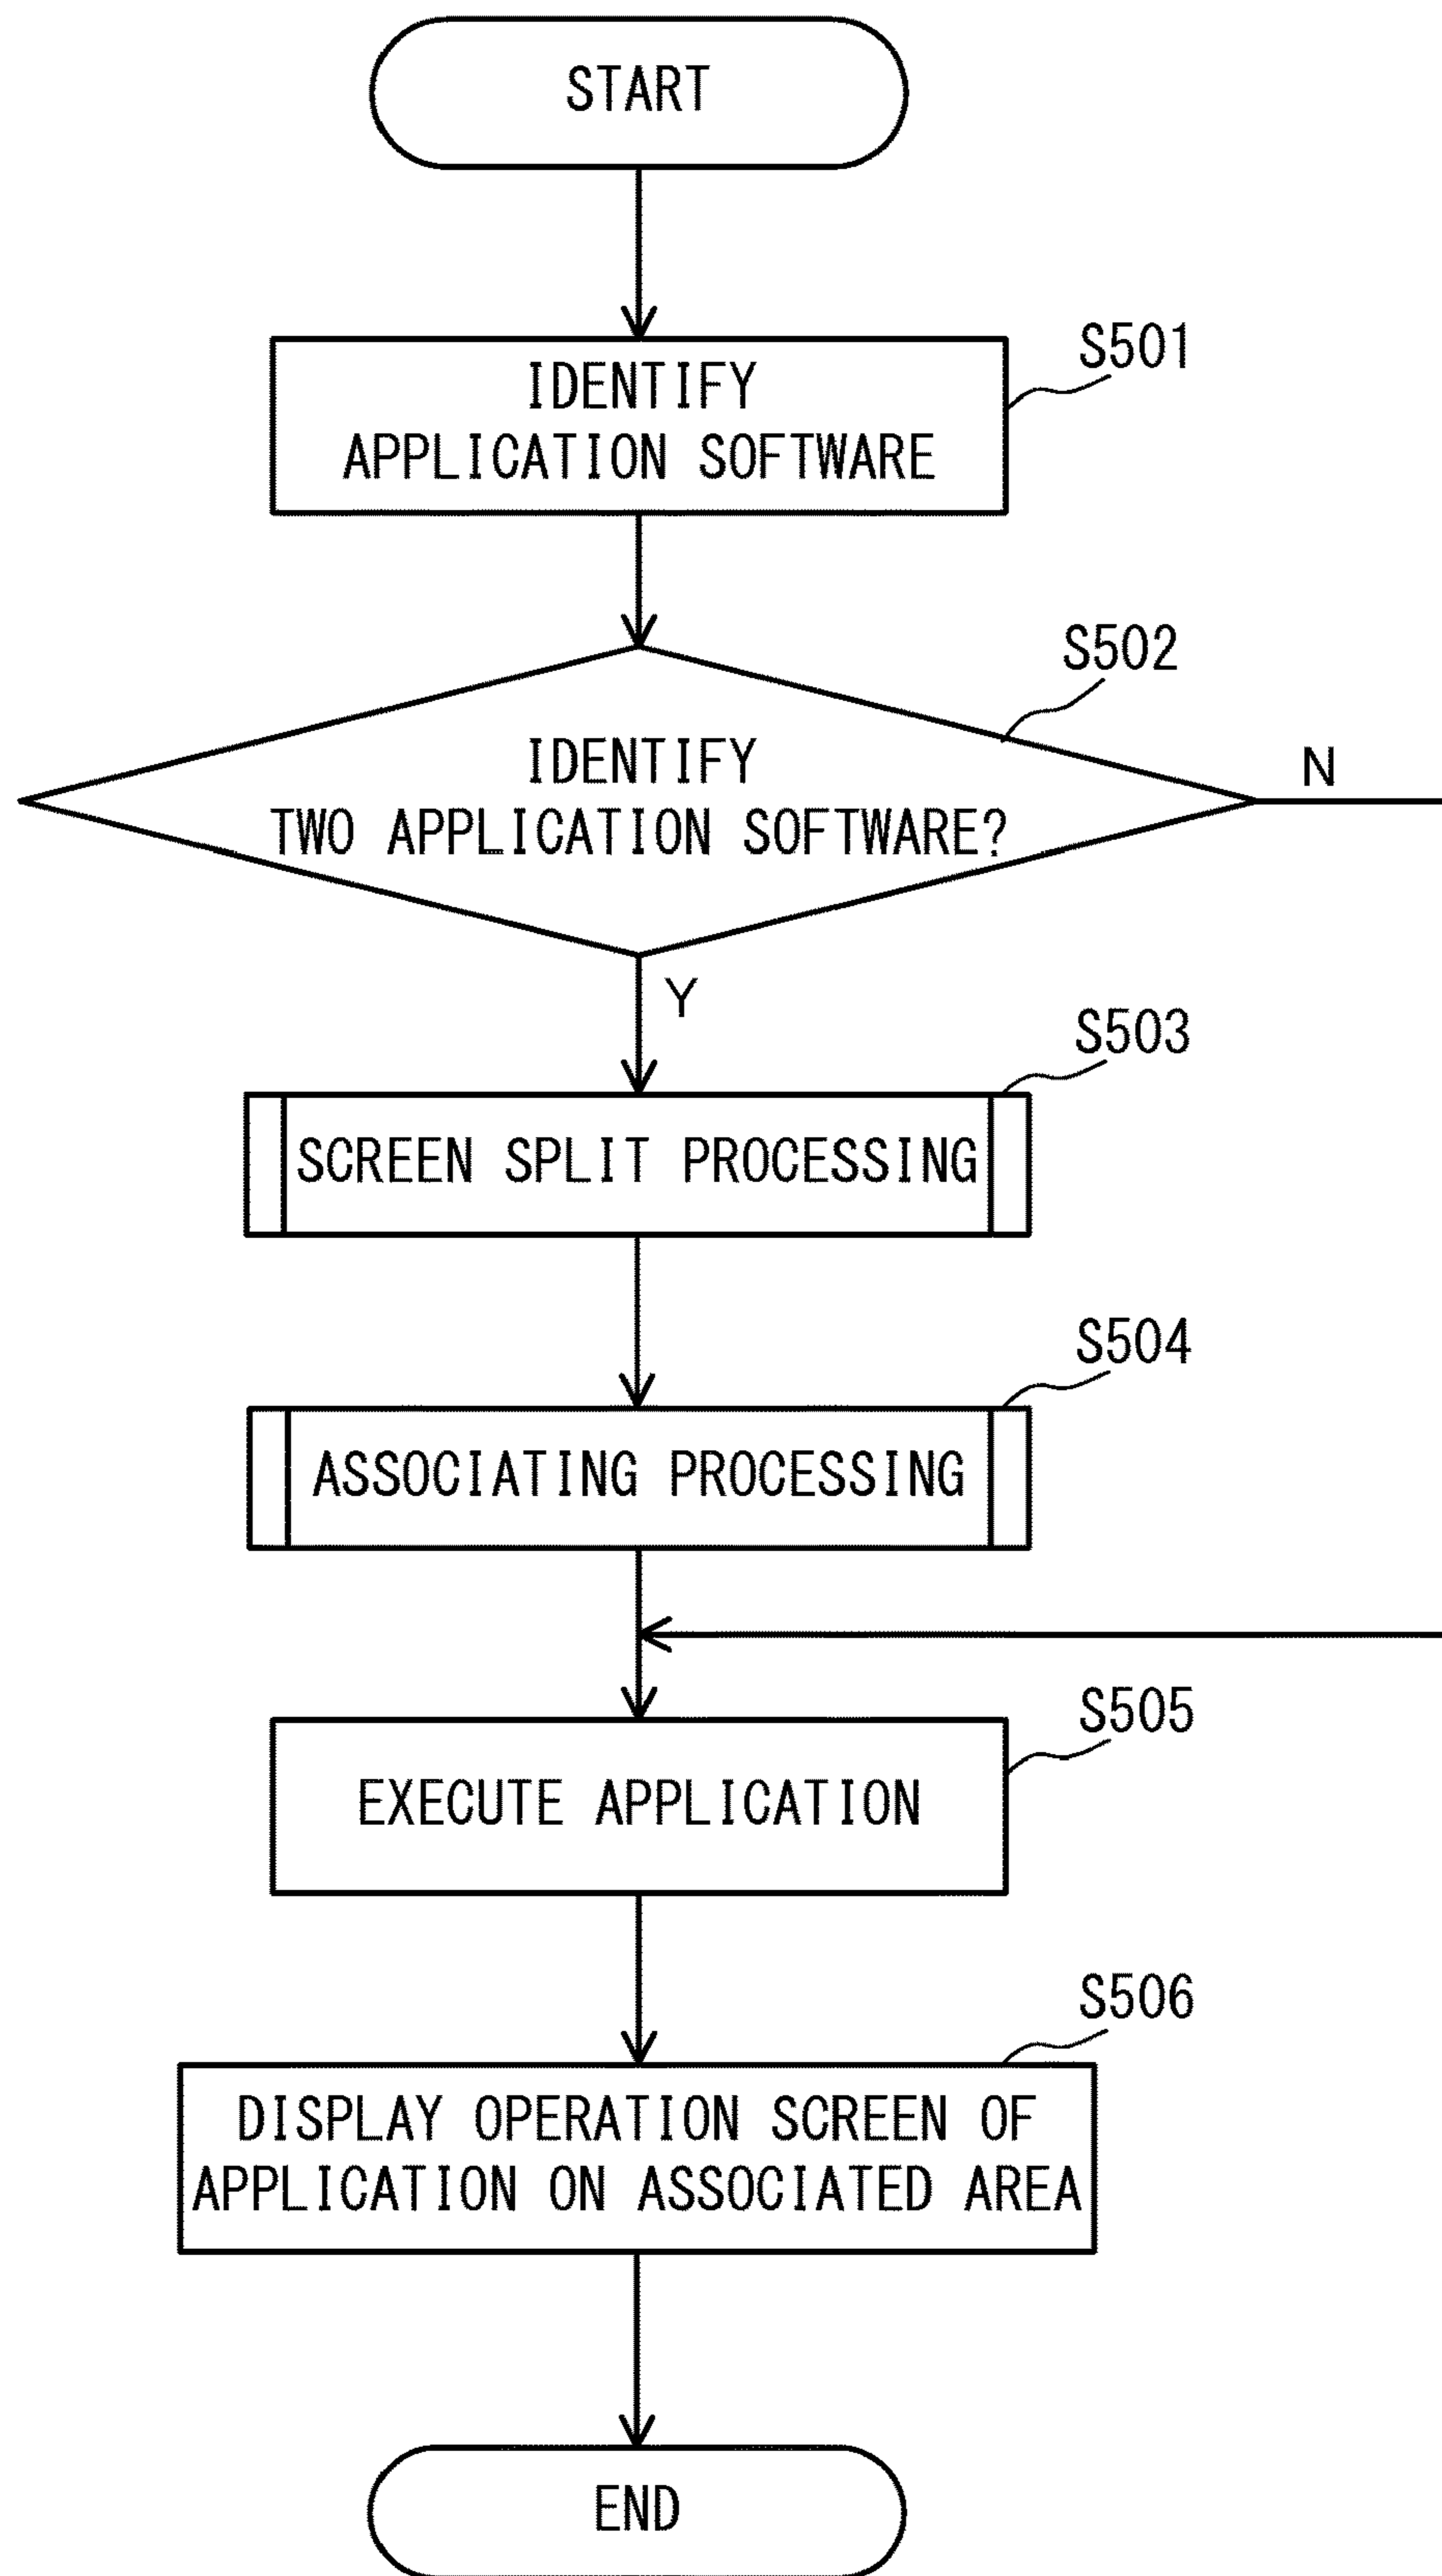 START
S501
IDENTIFY
APPLICATION SOFTWARE
S502
IDENTIFY
TWO APPLICATION SOFTWARE?
N
Y
S503
SCREEN SPLIT PROCESSING
S504
ASSOCIATING PROCESSING
S505
EXECUTE APPLICATION
S506
DISPLAY OPERATION SCREEN OF
APPLICATION ON ASSOCIATED AREA
END